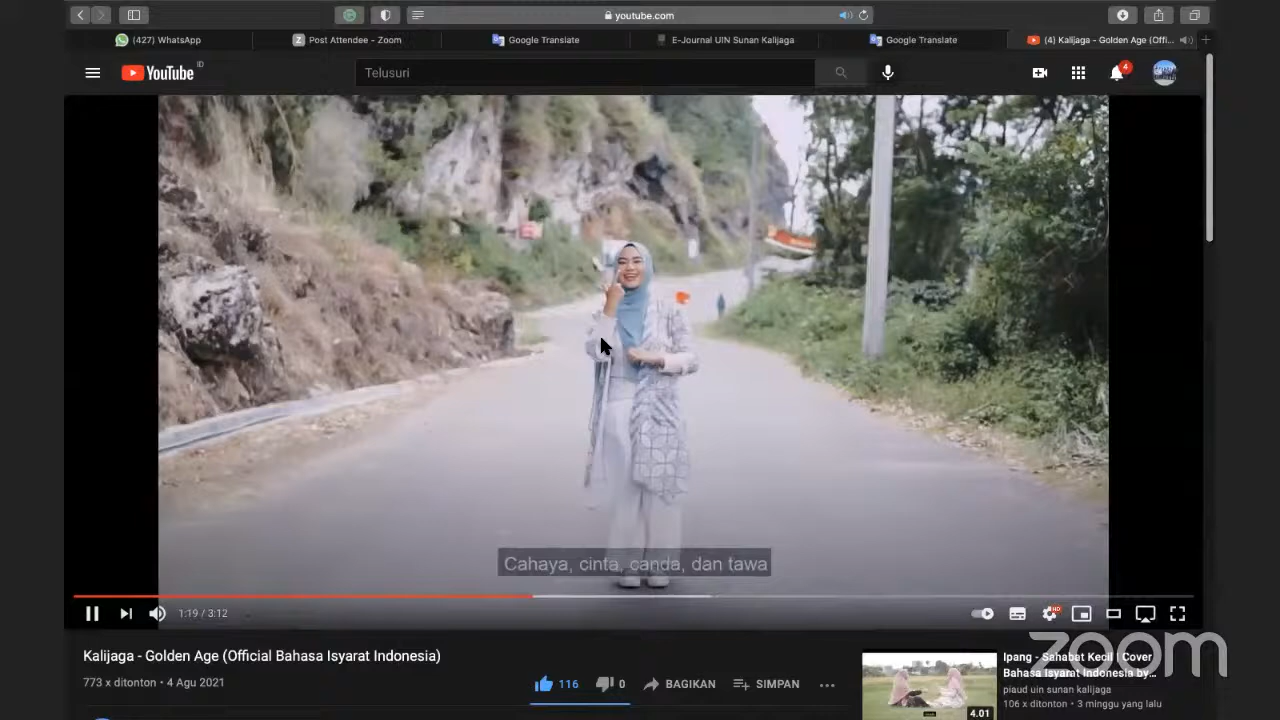 youtube.com
(427) WhatsApp
Post Attendee - Zoom
Google Translate
E-Journal UIN Sunan Kalijaga
Google Translate
(4) Kalijaga - Golden Age (Offi...
YouTube ID
Telusuri
4
Cahaya, cinta, canda, dan tawa
1:19 / 3:12
HD
zoom
Kalijaga - Golden Age (Official Bahasa Isyarat Indonesia)
773 x ditonton • 4 Agu 2021
116
0
BAGIKAN
SIMPAN
Ipang - Sahabat Kecil | Cover
Bahasa Isyarat Indonesia by...
piaud uin sunan kalijaga
106 x ditonton • 3 minggu yang lalu
4.01